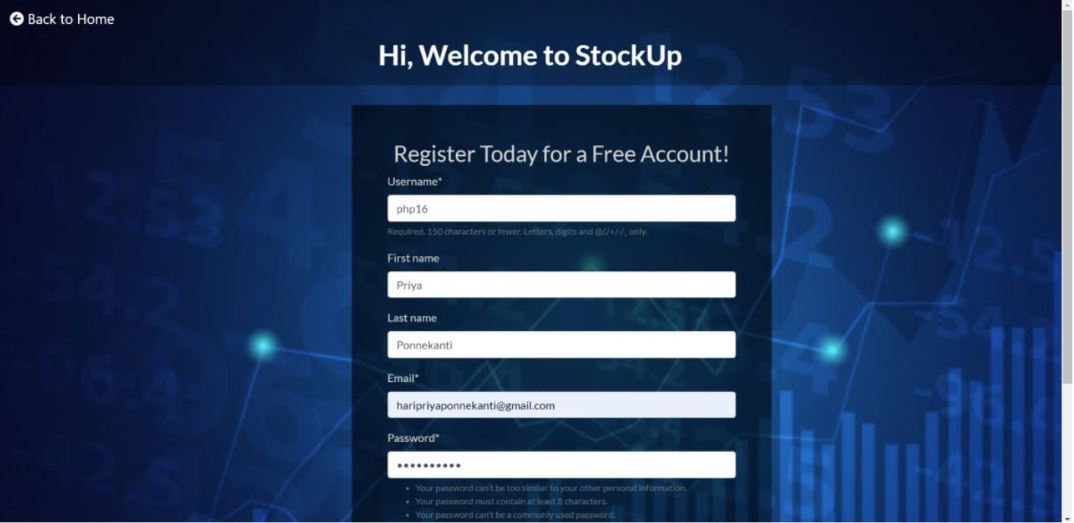 Back to Home
Hi, Welcome to StockUp
Register Today for a Free Account!
Username*
php16
Required. 150 characters or fewer. Letters, digits and @/./+/-/_ only.
First name
Priya
Last name
Ponnekanti
Email*
haripriyaponnekanti@gmail.com
Password*
••••••••••
• Your password can't be too similar to your other personal information.
• Your password must contain at least 8 characters.
• Your password can't be a commonly used password.